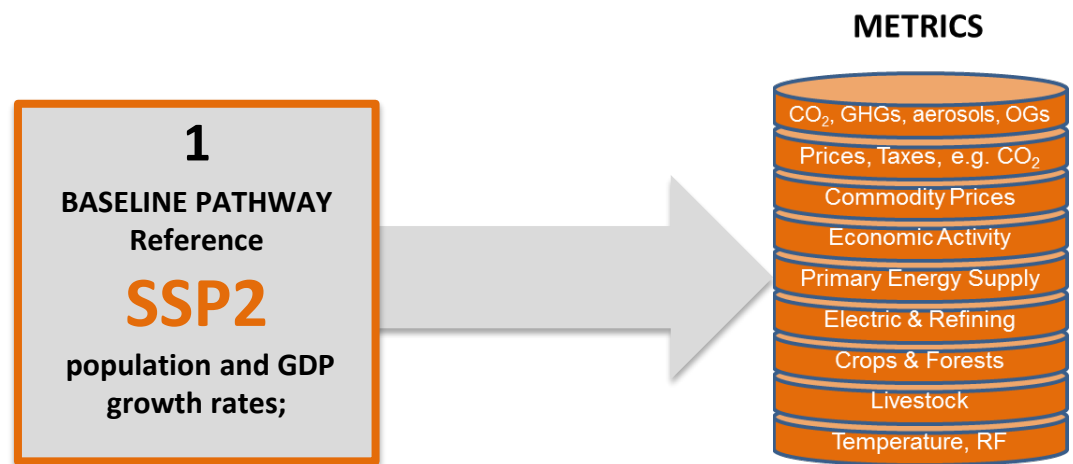 METRICS
1
BASELINE PATHWAY
Reference
SSP2
population and GDP
growth rates;
CO₂, GHGs, aerosols, OGs
Prices, Taxes, e.g. CO₂
Commodity Prices
Economic Activity
Primary Energy Supply
Electric & Refining
Crops & Forests
Livestock
Temperature, RF